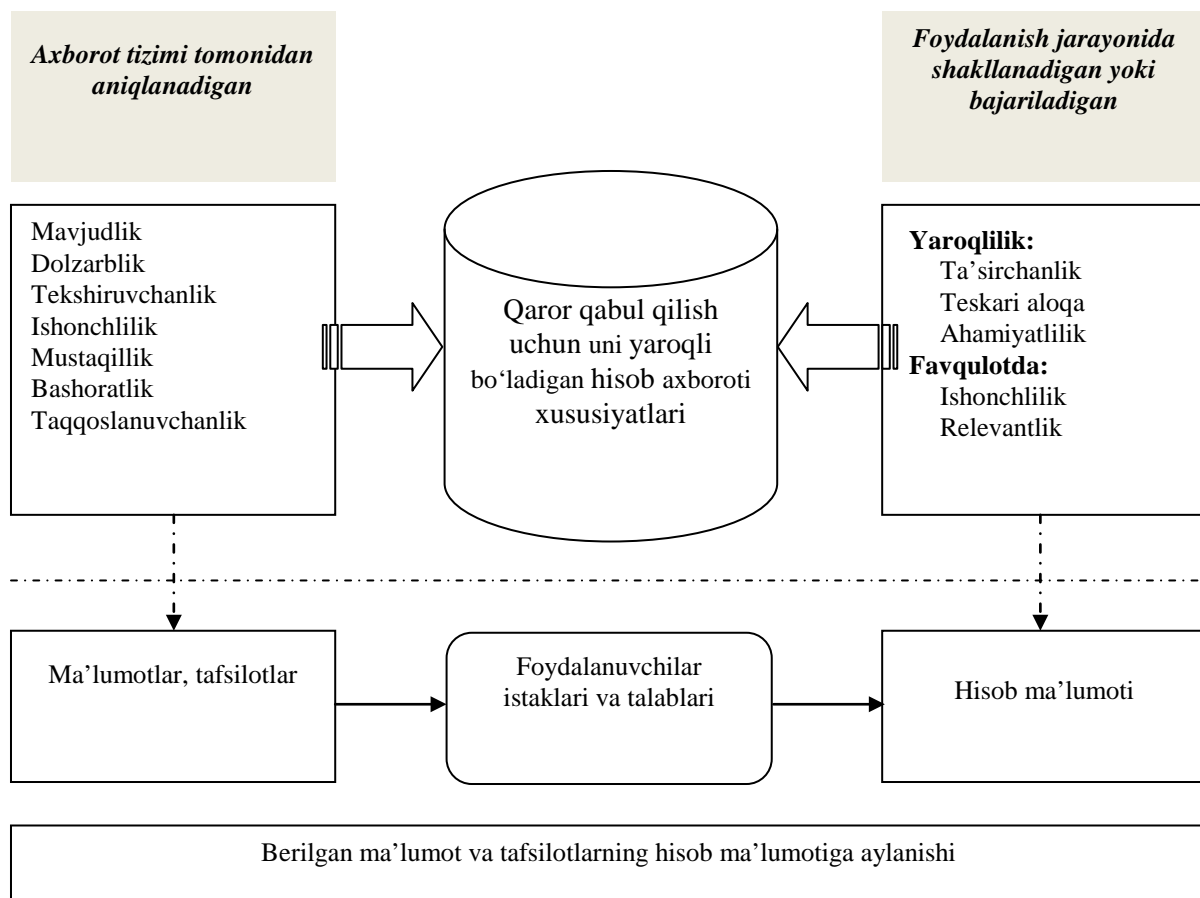 Axborot tizimi tomonidan
aniqlanadigan
Foydalanish jarayonida
shakllanadigan yoki
bajariladigan
Mavjudlik
Dolzarblik
Tekshiruvchanlik
Ishonchlilik
Mustaqillik
Bashoratlik
Taqqoslanuvchanlik
Qaror qabul qilish
uchun uni yaroqli
bo‘ladigan hisob axboroti
xususiyatlari
Yaroqlilik:
Ta’sirchanlik
Teskari aloqa
Ahamiyatlilik
Favqulotda:
Ishonchlilik
Relevantlik
Ma’lumotlar, tafsilotlar
Foydalanuvchilar
istaklari va talablari
Hisob ma’lumoti
Berilgan ma’lumot va tafsilotlarning hisob ma’lumotiga aylanishi